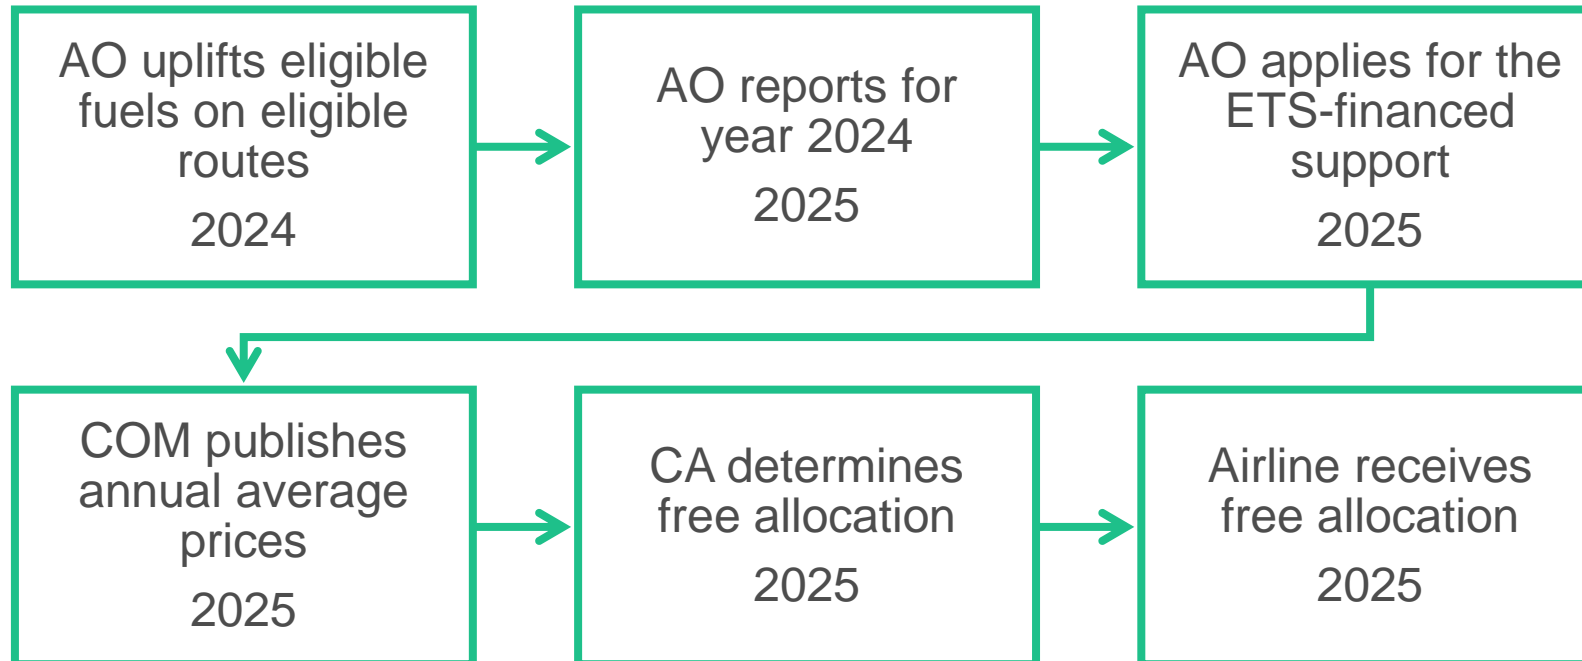 AO uplifts eligible
fuels on eligible
routes
2024
AO reports for
year 2024
2025
AO applies for the
ETS-financed
support
2025
COM publishes
annual average
prices
2025
CA determines
free allocation
2025
Airline receives
free allocation
2025